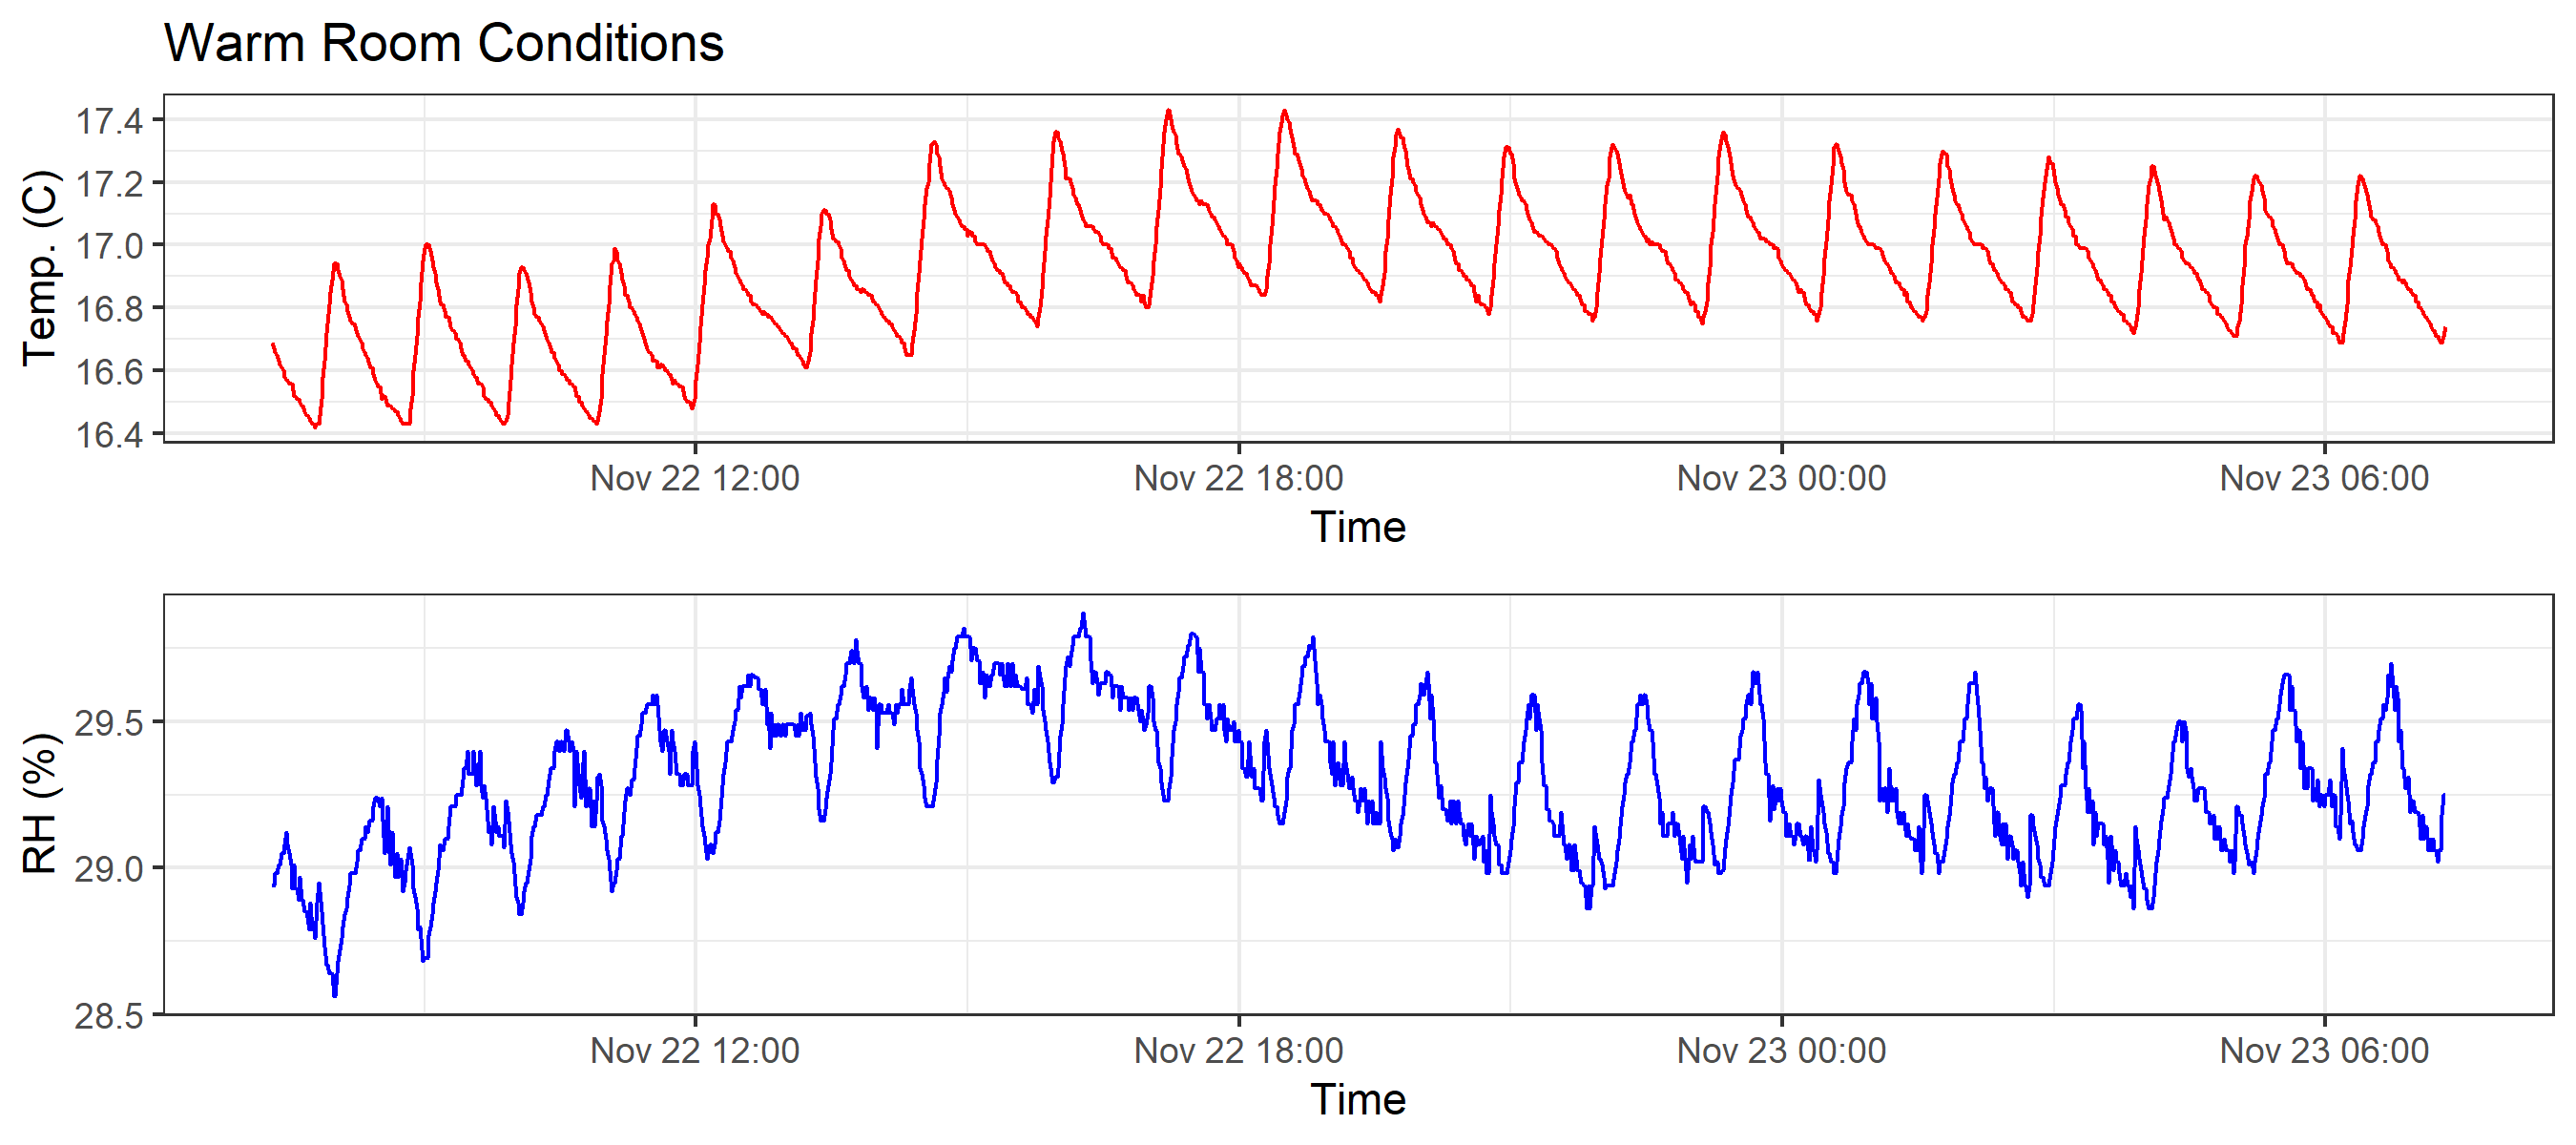 Warm Room Conditions
17.4
17.2
17.0
16.8
16.6
16.4
Temp. (C)
Nov 22 12:00 Nov 22 18:00 Nov 23 00:00 Nov 23 06:00
Time
29.5
29.0
28.5
RH (%)
Nov 22 12:00 Nov 22 18:00 Nov 23 00:00 Nov 23 06:00
Time